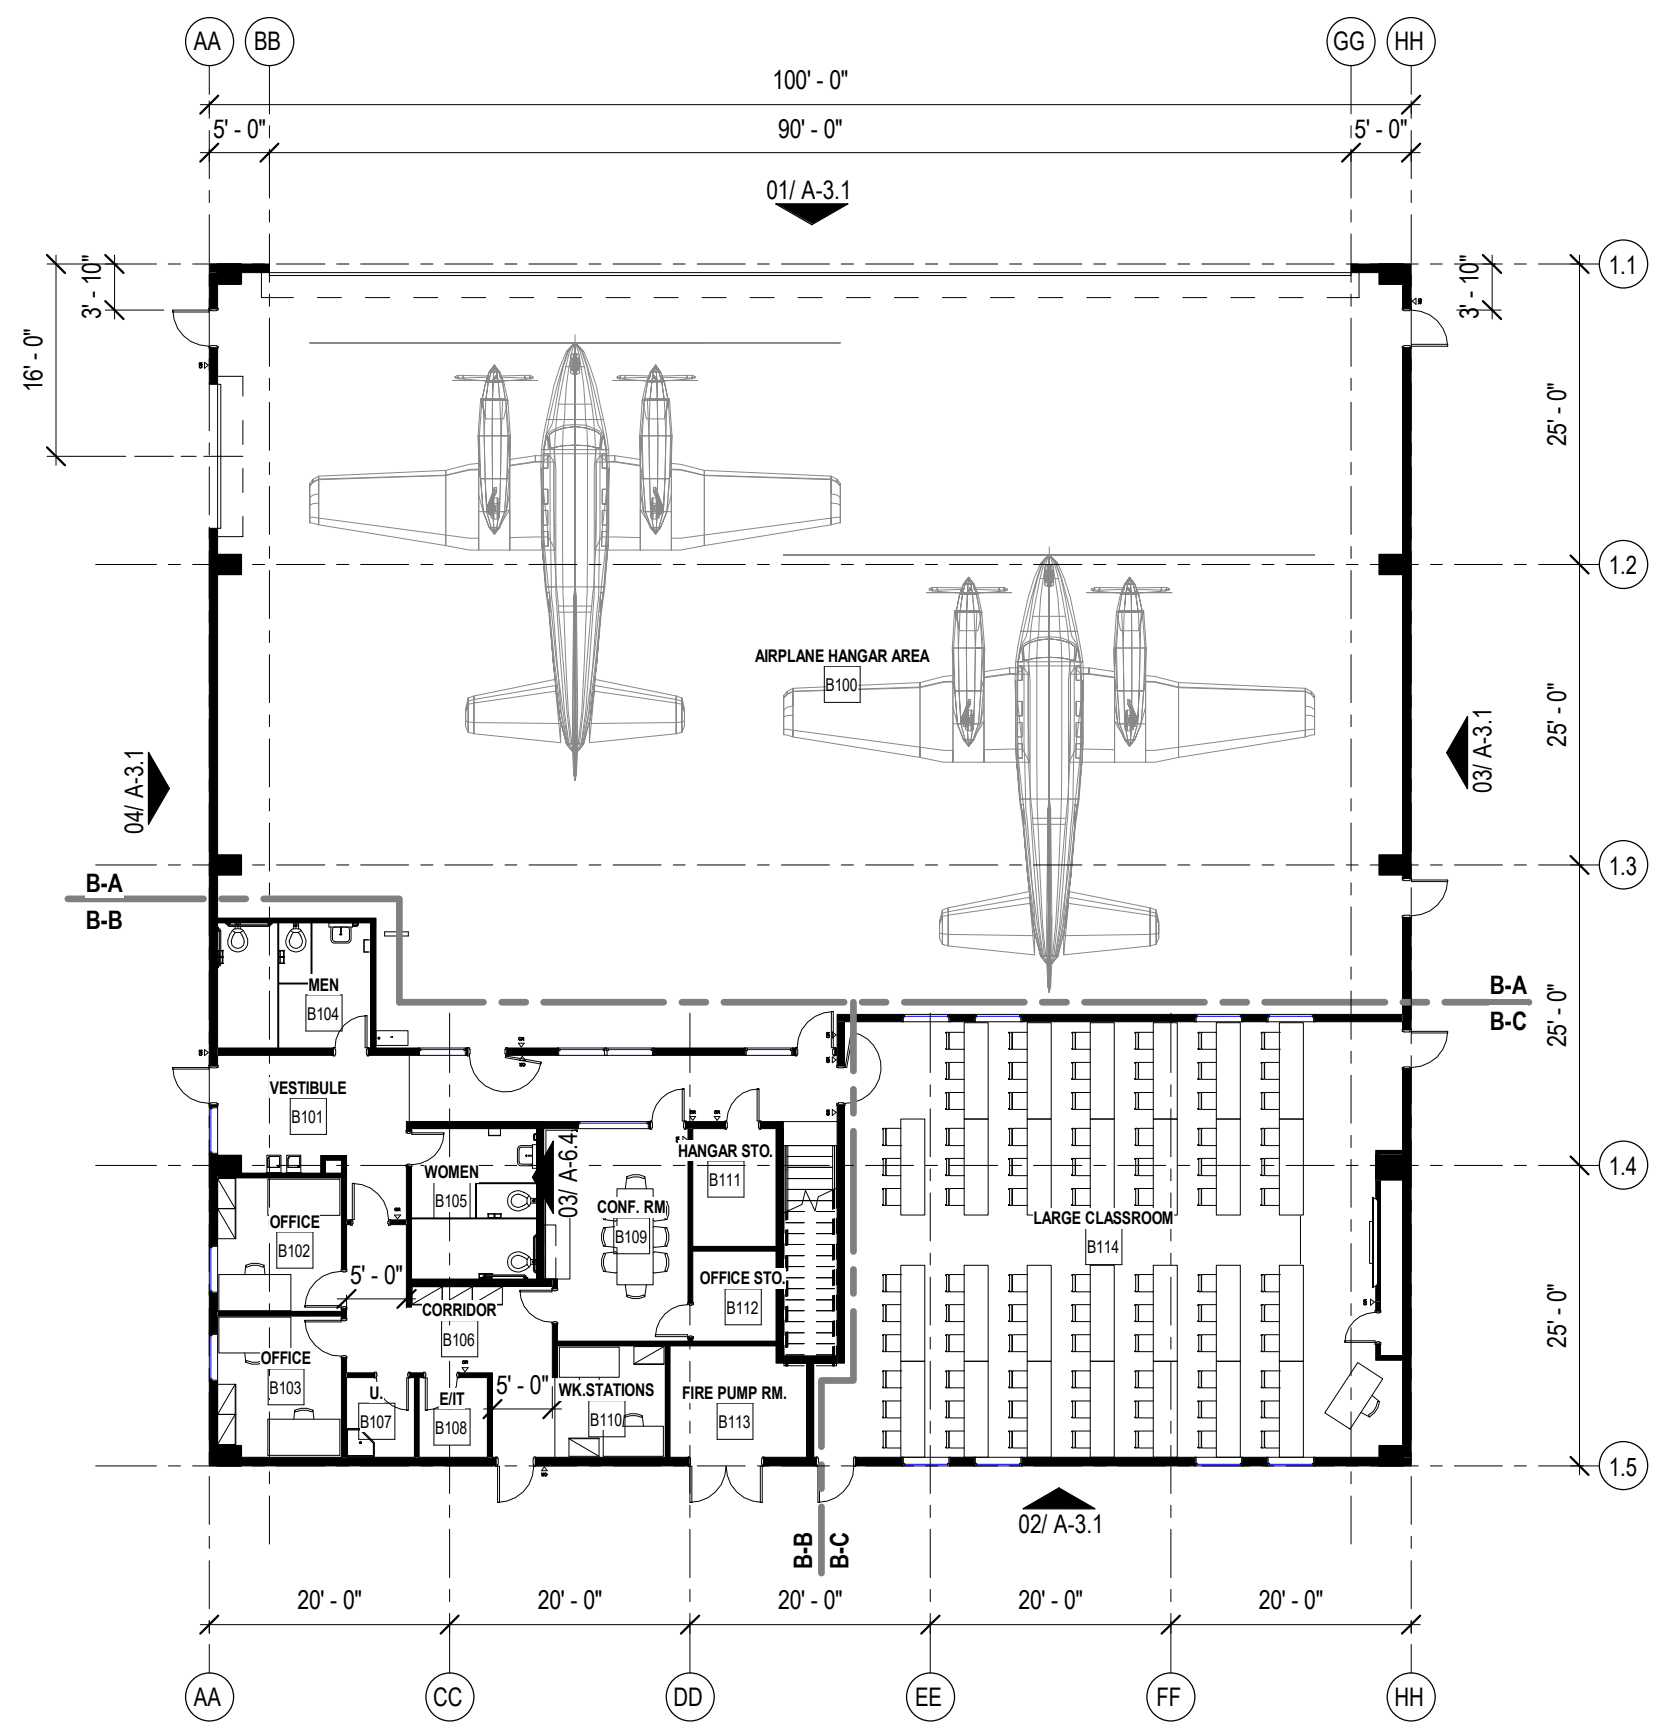 AA
BB
GG
HH
100' - 0"
5' - 0"
90' - 0"
5' - 0"
01/ A-3.1
1.1
3' - 10"
3' - 10"
16' - 0"
25' - 0"
1.2
AIRPLANE HANGAR AREA
B100
25' - 0"
04/ A-3.1
03/ A-3.1
1.3
B-A
B-B
MEN
B104
B-A
B-C
25' - 0"
VESTIBULE
B101
WOMEN
B105
03/ A-6.4
HANGAR STO.
B111
1.4
CONF. RM
B109
OFFICE
B102
LARGE CLASSROOM
B114
5' - 0"
OFFICE STO.
B112
CORRIDOR
B106
25' - 0"
OFFICE
B103
U.
B107
E/IT
B108
5' - 0"
WK.STATIONS
B110
FIRE PUMP RM.
B113
1.5
02/ A-3.1
B-B
B-C
20' - 0"
20' - 0"
20' - 0"
20' - 0"
20' - 0"
AA
CC
DD
EE
FF
HH